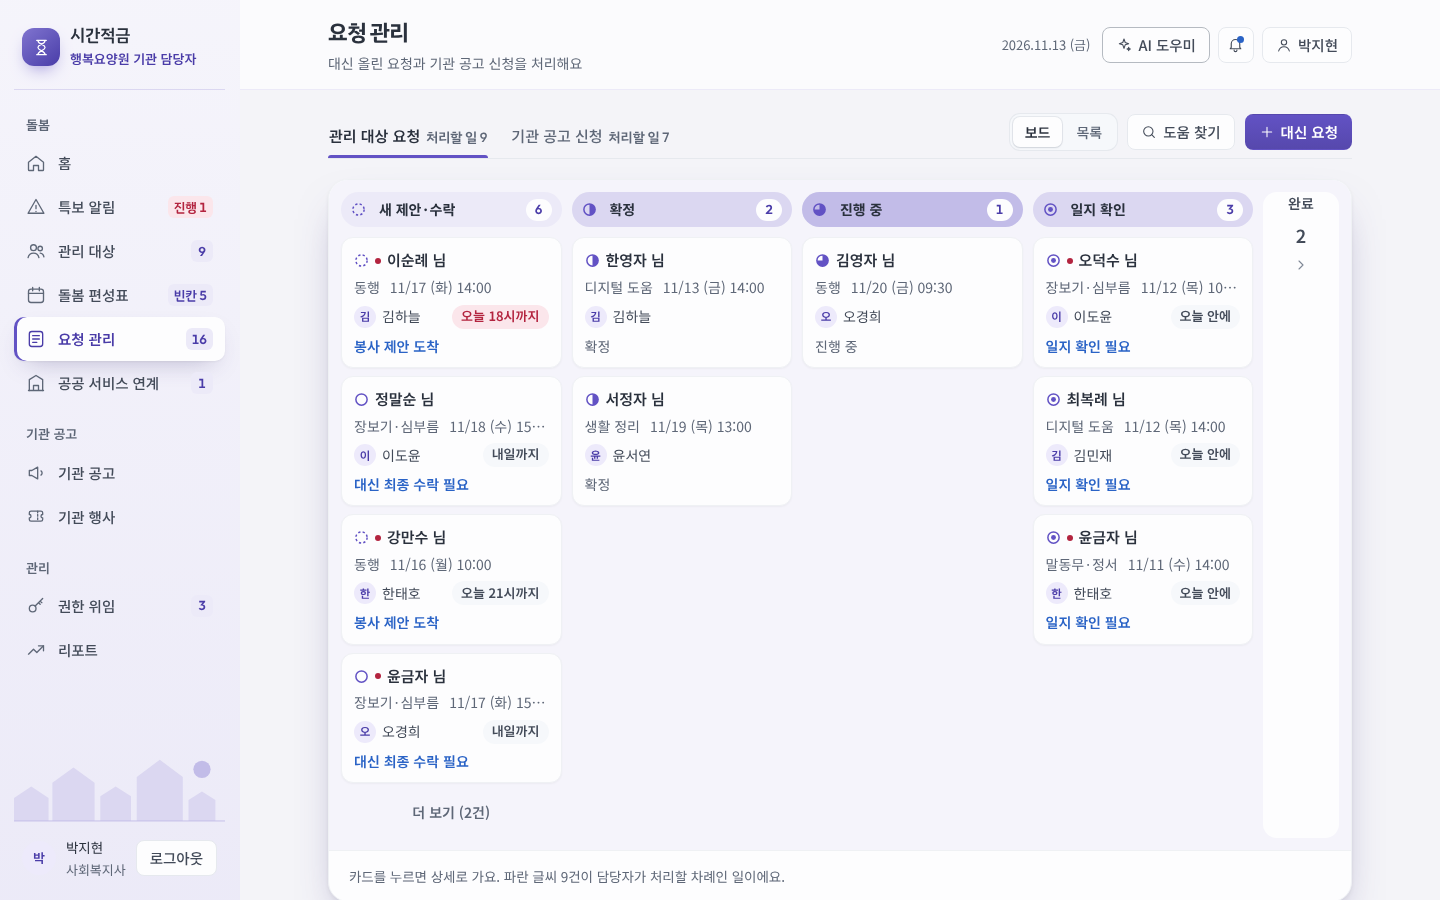 시간적금
행복요양원 기관 담당자
돌봄
홈
특보 알림 진행 1
관리 대상 9
돌봄 편성표 빈칸 5
요청 관리 16
공공 서비스 연계 1
기관 공고
기관 공고
기관 행사
관리
권한 위임 3
리포트
박 박지현
사회복지사
로그아웃
요청 관리
대신 올린 요청과 기관 공고 신청을 처리해요
2026.11.13 (금) AI 도우미 박지현
관리 대상 요청 처리할 일 9 기관 공고 신청 처리할 일 7
보드 목록 도움 찾기 + 대신 요청
새 제안·수락 6
이순례 님
동행 11/17 (화) 14:00
김 김하늘 오늘 18시까지
봉사 제안 도착
정말순 님
장보기·심부름 11/18 (수) 15…
이 이도윤 내일까지
대신 최종 수락 필요
강만수 님
동행 11/16 (월) 10:00
한 한태호 오늘 21시까지
봉사 제안 도착
윤금자 님
장보기·심부름 11/17 (화) 15…
오 오경희 내일까지
대신 최종 수락 필요
더 보기 (2건)
확정 2
한영자 님
디지털 도움 11/13 (금) 14:00
김 김하늘
확정
서정자 님
생활 정리 11/19 (목) 13:00
윤 윤서연
확정
진행 중 1
김영자 님
동행 11/20 (금) 09:30
오 오경희
진행 중
일지 확인 3
오덕수 님
장보기·심부름 11/12 (목) 10…
이 이도윤 오늘 안에
일지 확인 필요
최복례 님
디지털 도움 11/12 (목) 14:00
김 김민재 오늘 안에
일지 확인 필요
윤금자 님
말동무·정서 11/11 (수) 14:00
한 한태호 오늘 안에
일지 확인 필요
완료
2
카드를 누르면 상세로 가요. 파란 글씨 9건이 담당자가 처리할 차례인 일이에요.